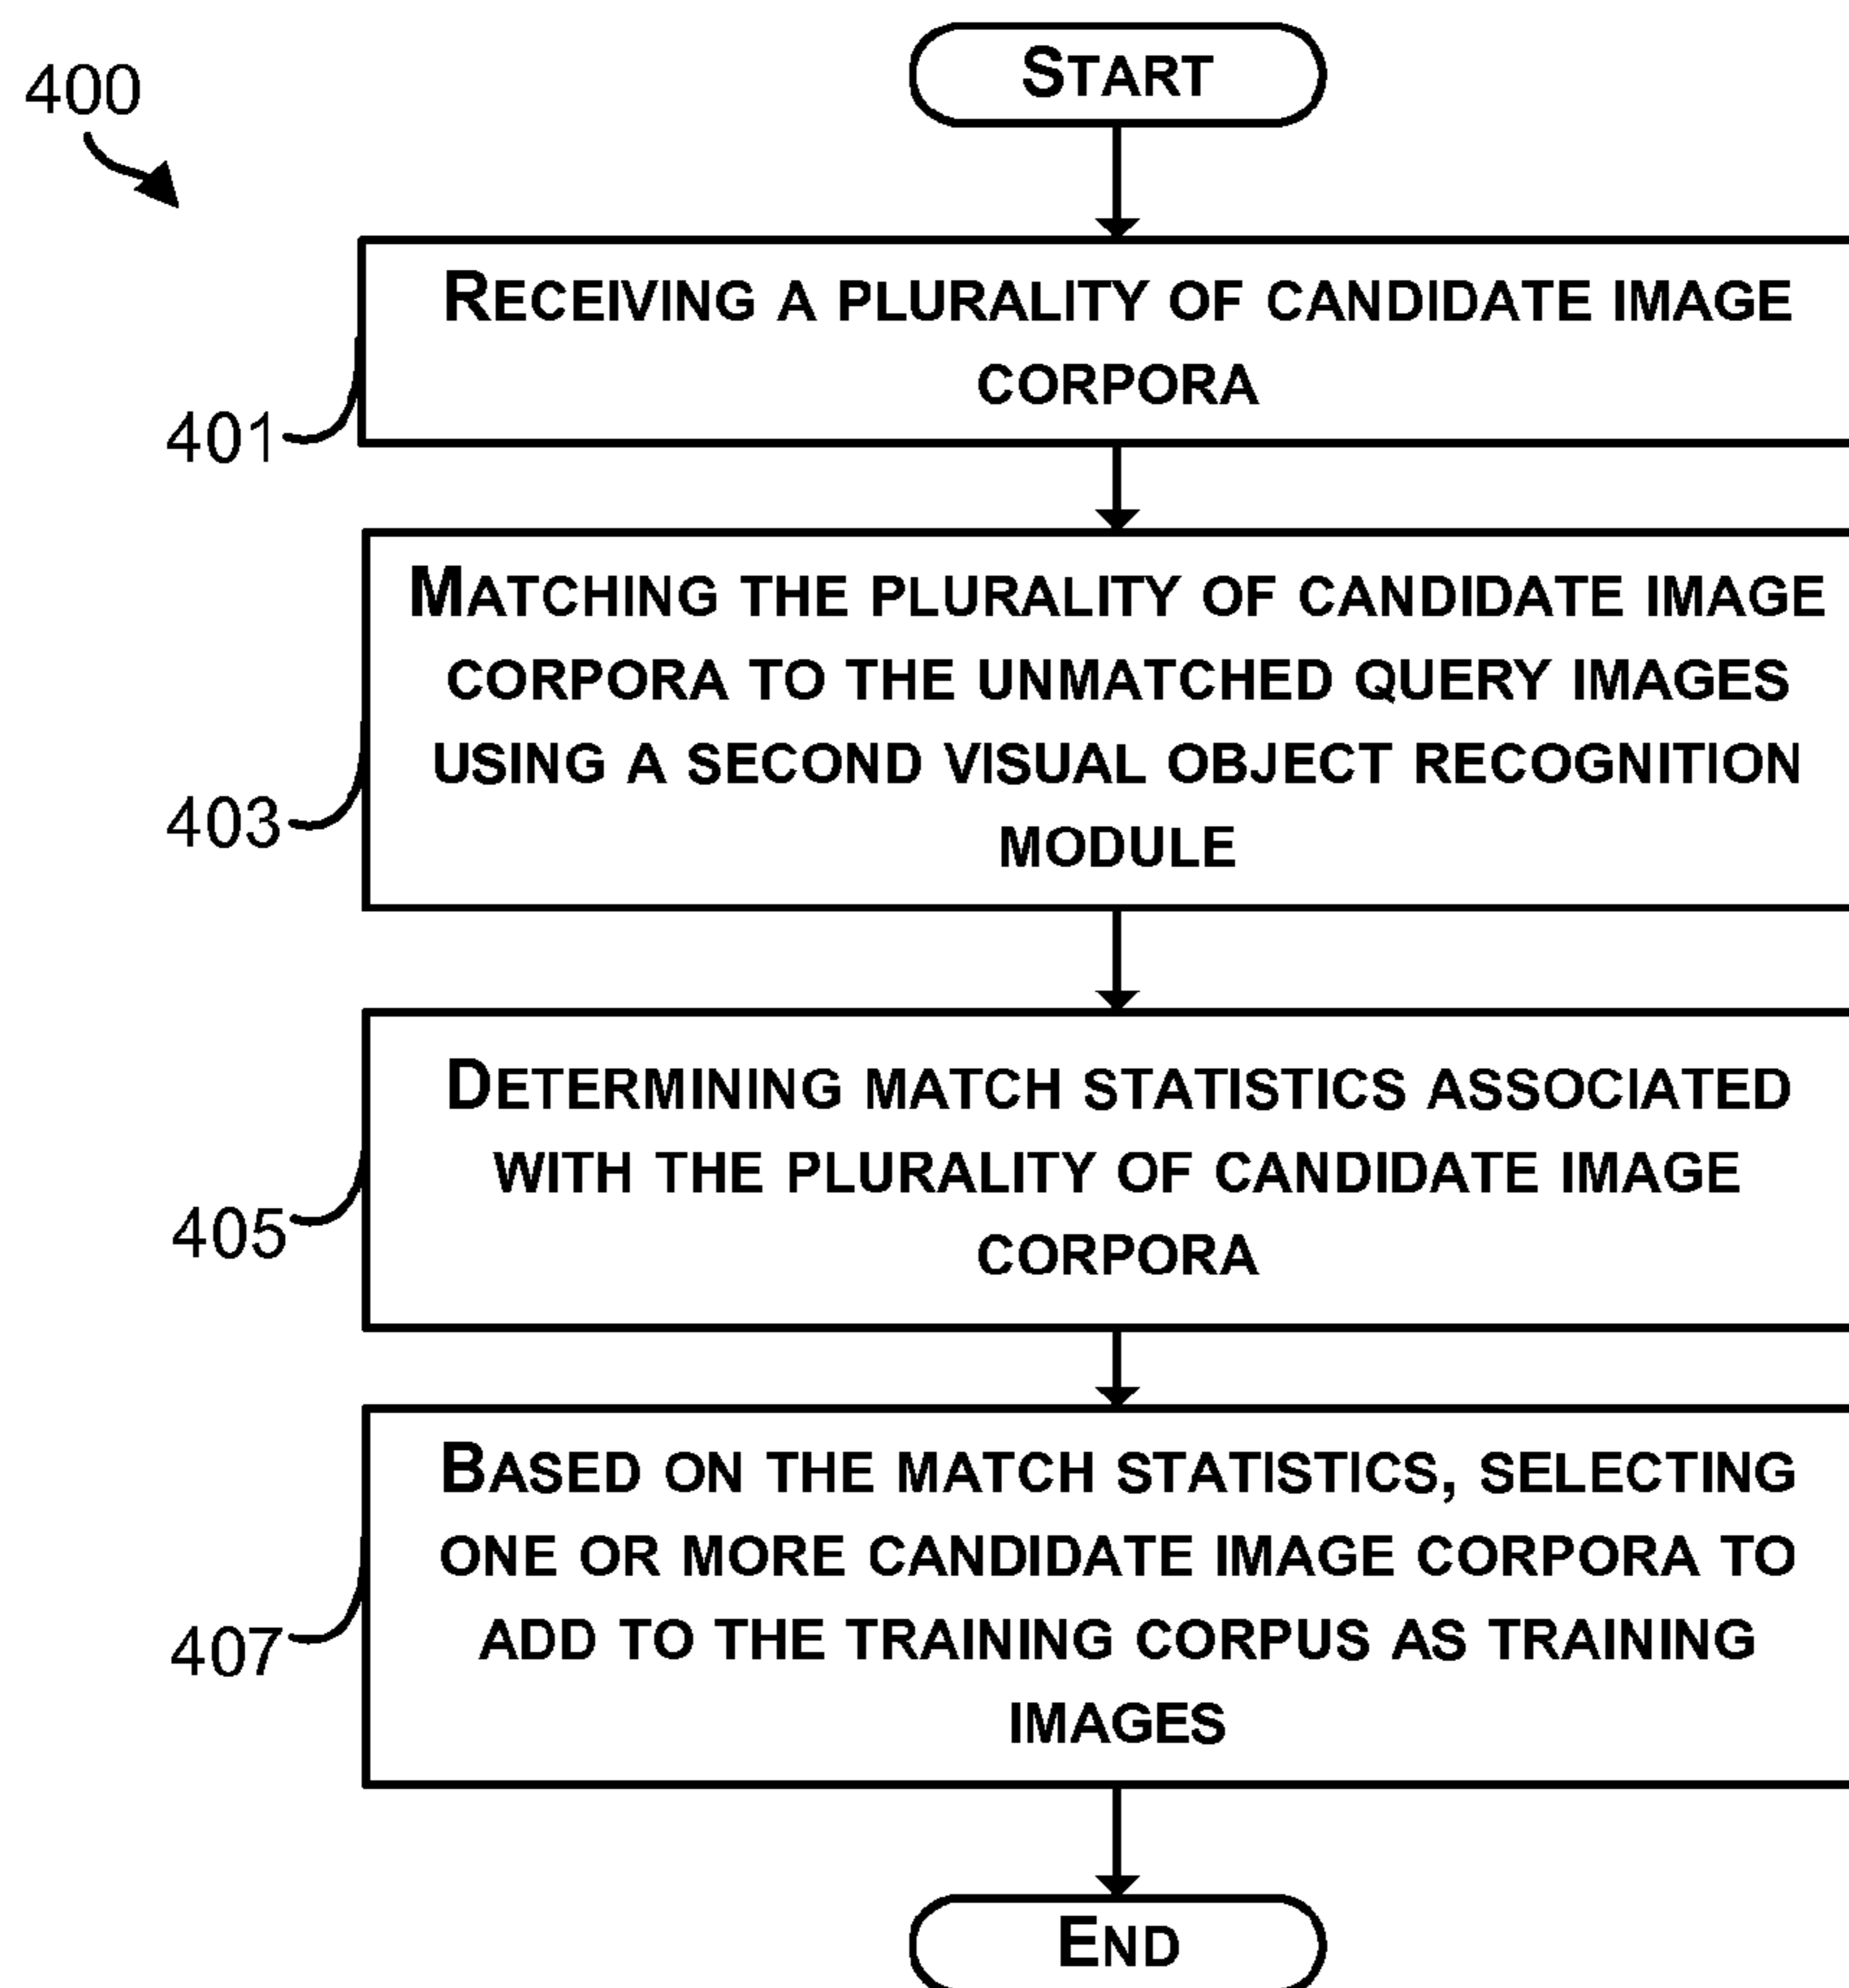 400
START
RECEIVING A PLURALITY OF CANDIDATE IMAGE
CORPORA
401
MATCHING THE PLURALITY OF CANDIDATE IMAGE
CORPORA TO THE UNMATCHED QUERY IMAGES
USING A SECOND VISUAL OBJECT RECOGNITION
MODULE
403
DETERMINING MATCH STATISTICS ASSOCIATED
WITH THE PLURALITY OF CANDIDATE IMAGE
CORPORA
405
BASED ON THE MATCH STATISTICS, SELECTING
ONE OR MORE CANDIDATE IMAGE CORPORA TO
ADD TO THE TRAINING CORPUS AS TRAINING
IMAGES
407
END